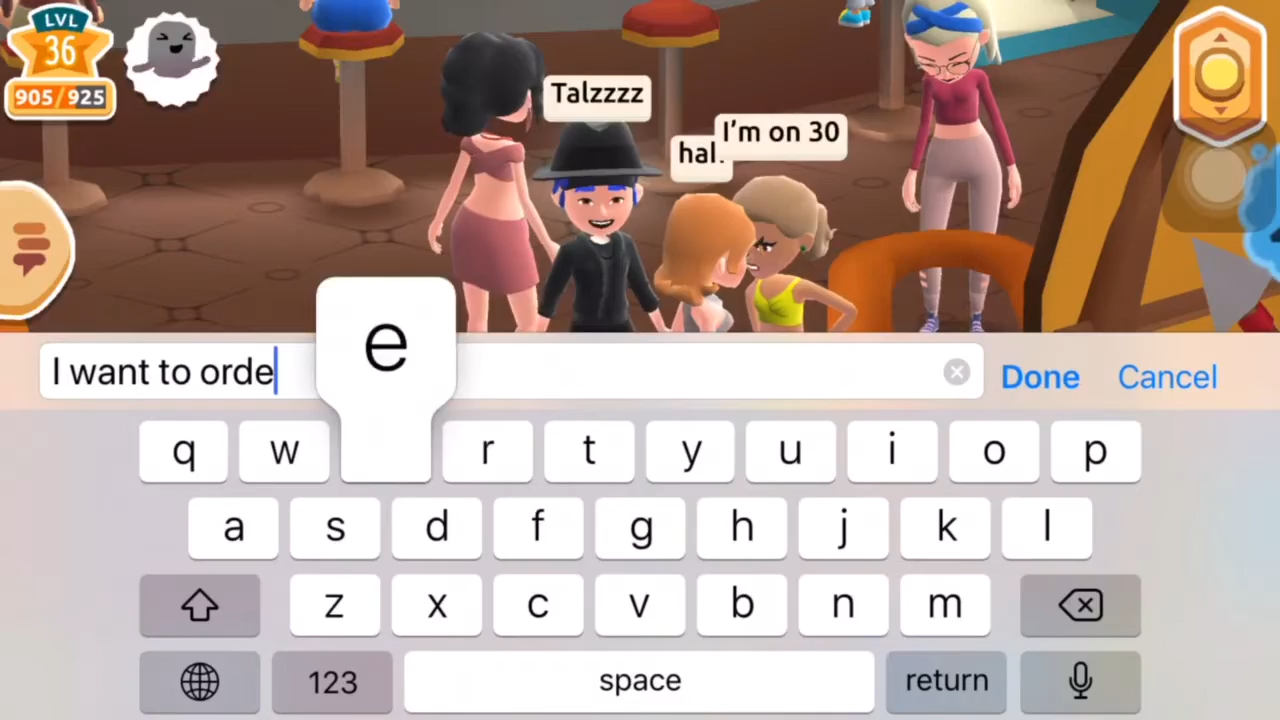 LVL
36
905/925
Talzzzz
I'm on 30
hal.
I want to orde
Done
Cancel
e
q w r t y u i o p
a s d f g h j k l
z x c v b n m
123
space
return